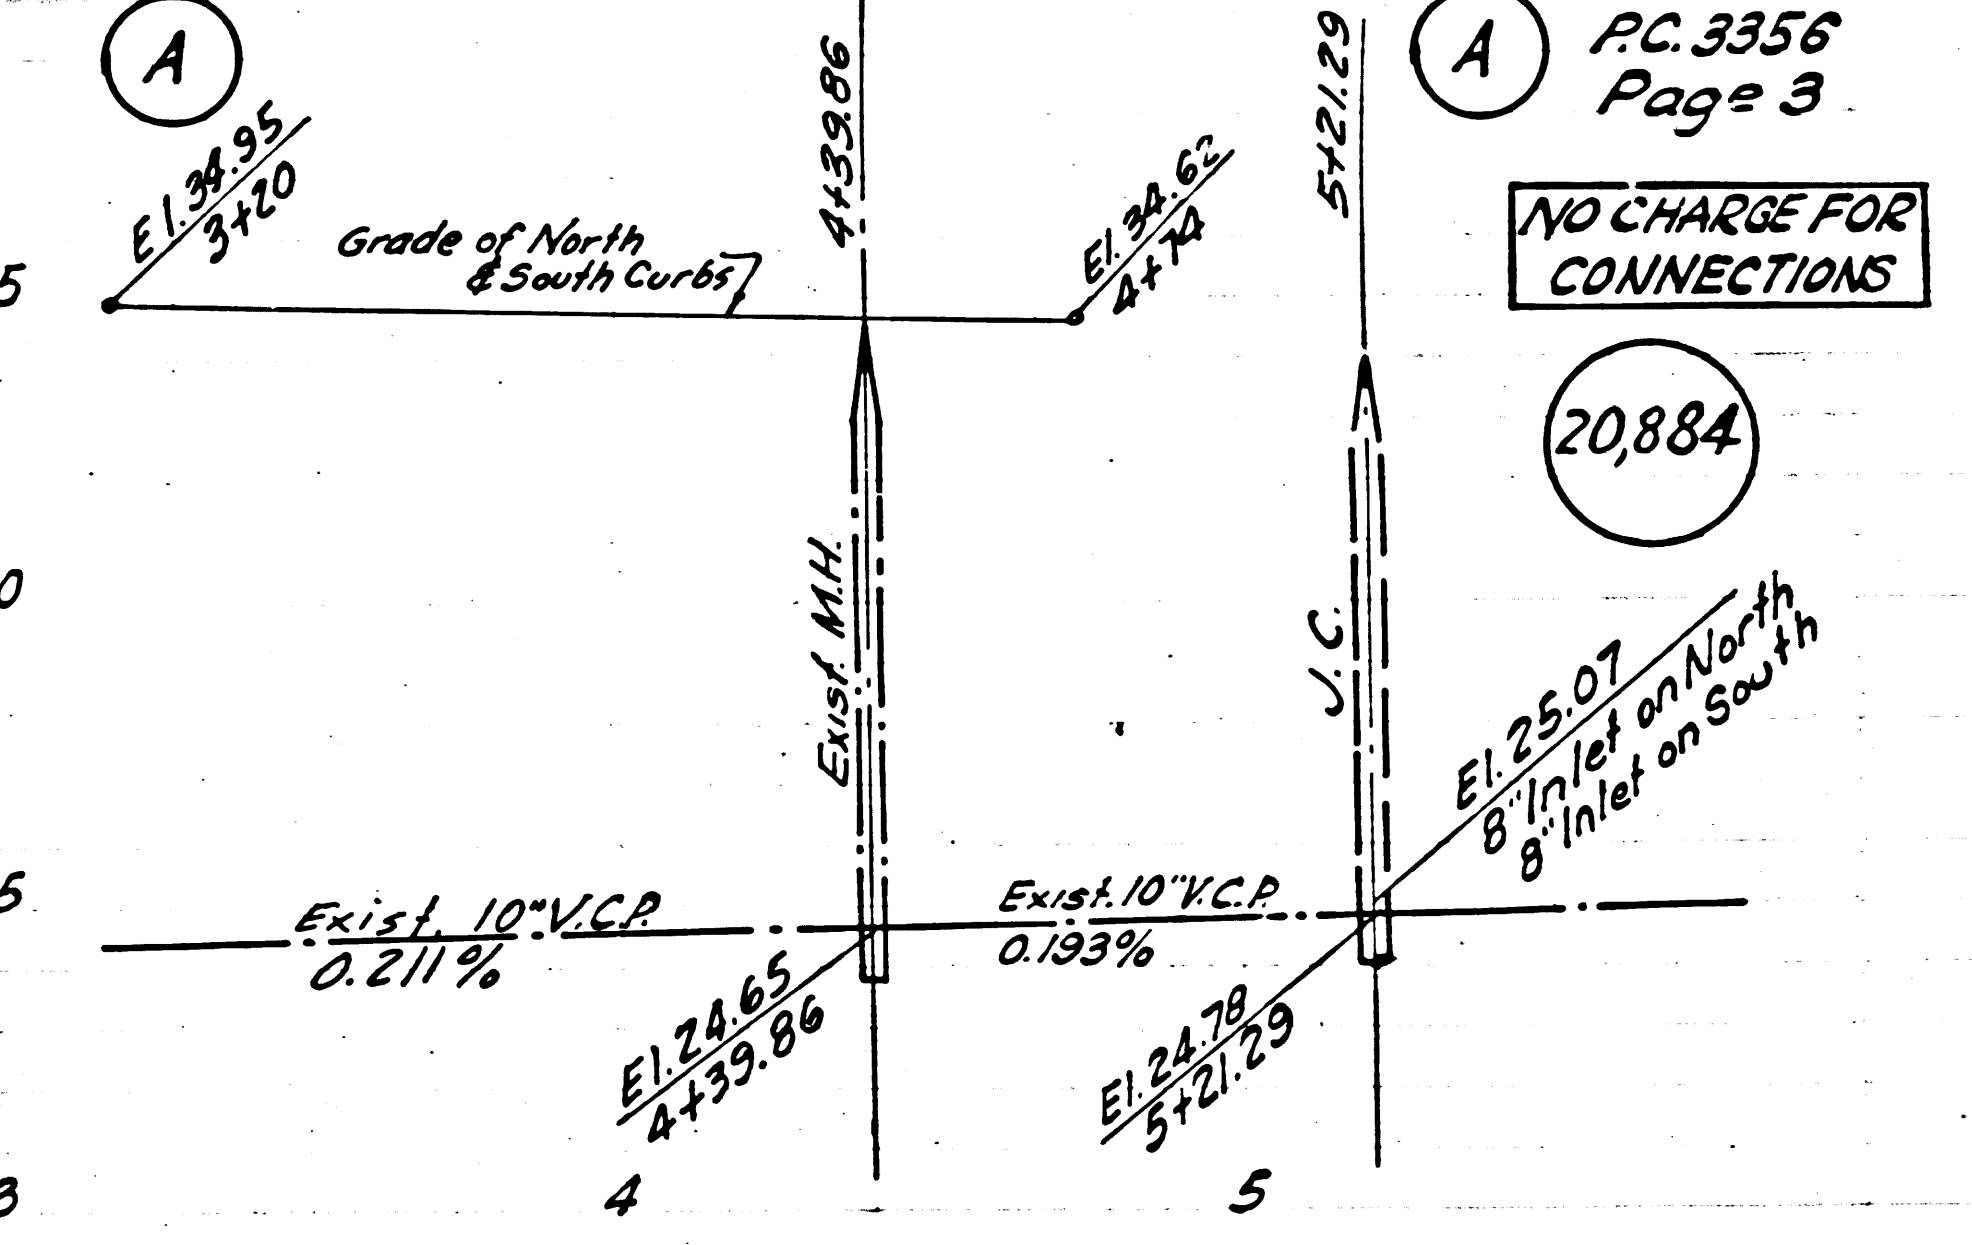 A
4+39.86
5+21.29
A
P.C. 3356
Page 3
El. 34.95
3+20
El. 34.62
4+74
NO CHARGE FOR
CONNECTIONS
Grade of North
& South Curbs
5
20,884
0
Exist. M.H.
J.C.
El. 25.07
8" Inlet on North
8" Inlet on South
5
Exist. 10" V.C.P.
0.211%
Exist. 10" V.C.P.
0.193%
El. 24.65
4+39.86
El. 24.78
5+21.29
3
4
5